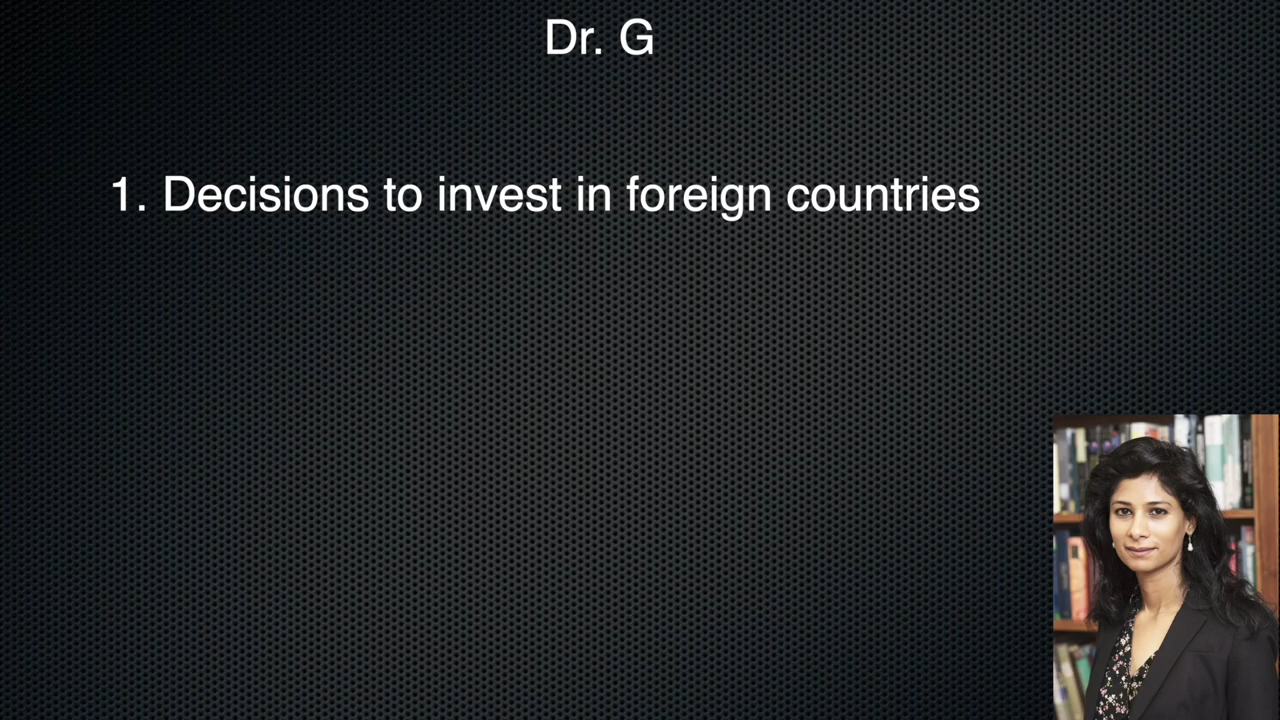 Dr. G
1. Decisions to invest in foreign countries